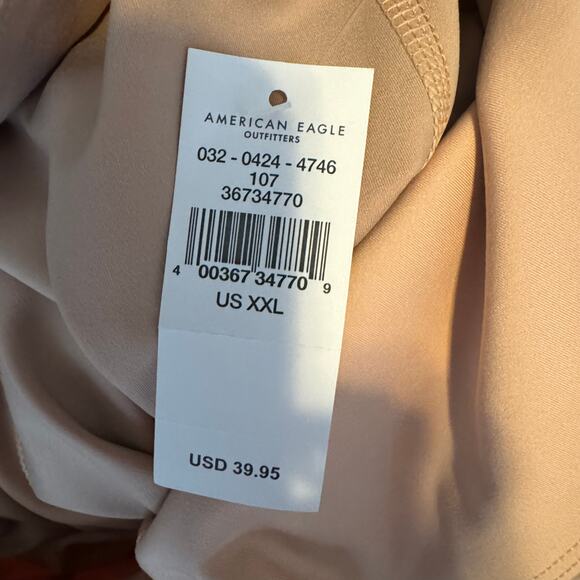 AMERICAN EAGLE
OUTFITTERS
032 - 0424 - 4746
107
36734770
4 00367 34770 9
US XXL
USD 39.95